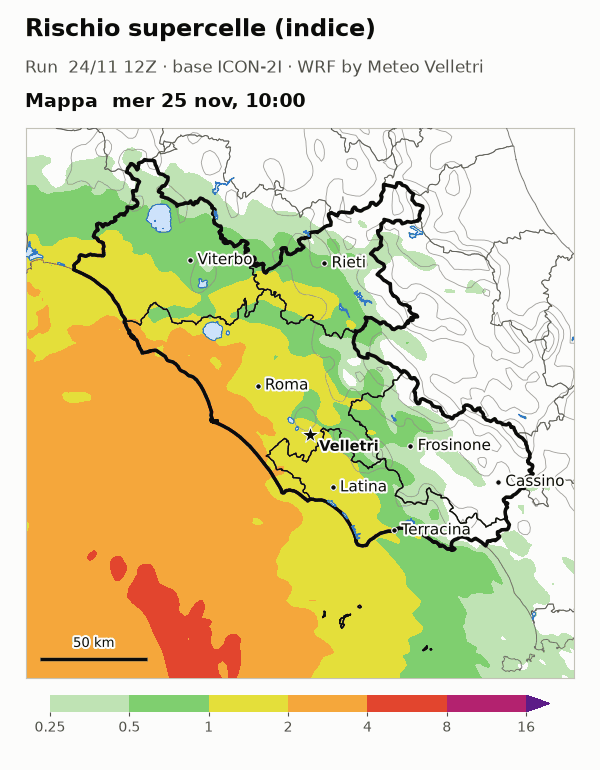 Rischio supercelle (indice)
Run  24/11 12Z · base ICON-2I · WRF by Meteo Velletri
Mappa  mer 25 nov, 10:00
Viterbo
Rieti
Roma
Velletri
Frosinone
Latina
Cassino
Terracina
50 km
0.25
0.5
1
2
4
8
16